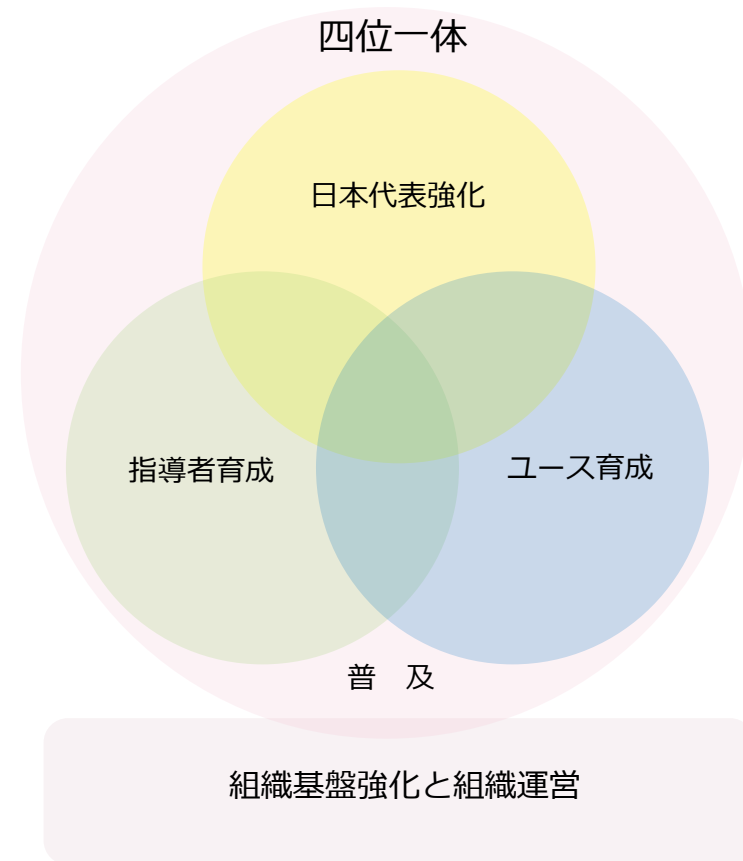 四位一体
日本代表強化
指導者育成
ユース育成
普　及
組織基盤強化と組織運営